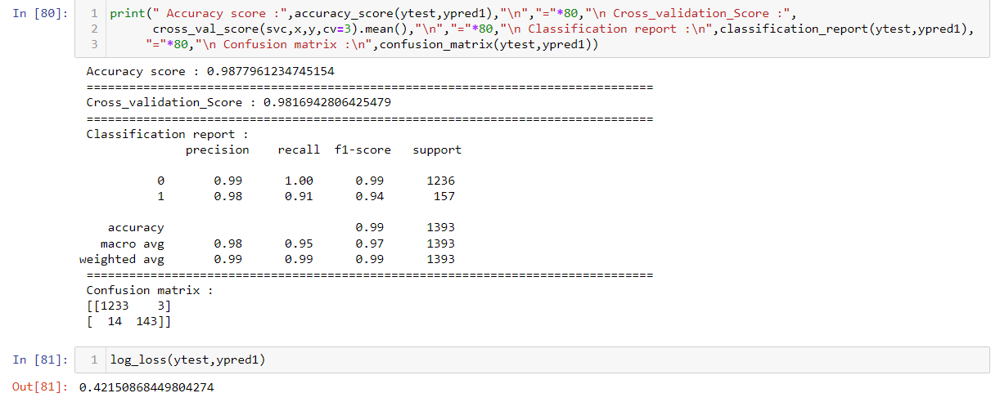 In [80]: 1 print(" Accuracy score :",accuracy_score(ytest,ypred1),"\n","="*80,"\n Cross_validation_Score :",
2 cross_val_score(svc,x,y,cv=3).mean(),"\n","="*80,"\n Classification report :\n",classification_report(ytest,ypred1),
3 "="*80,"\n Confusion matrix :\n",confusion_matrix(ytest,ypred1))
Accuracy score : 0.9877961234745154
================================================================================
Cross_validation_Score : 0.9816942806425479
================================================================================
Classification report :
precision recall f1-score support
0 0.99 1.00 0.99 1236
1 0.98 0.91 0.94 157
accuracy 0.99 1393
macro avg 0.98 0.95 0.97 1393
weighted avg 0.99 0.99 0.99 1393
================================================================================
Confusion matrix :
[[1233 3]
[ 14 143]]
In [81]: 1 log_loss(ytest,ypred1)
Out[81]: 0.42150868449804274